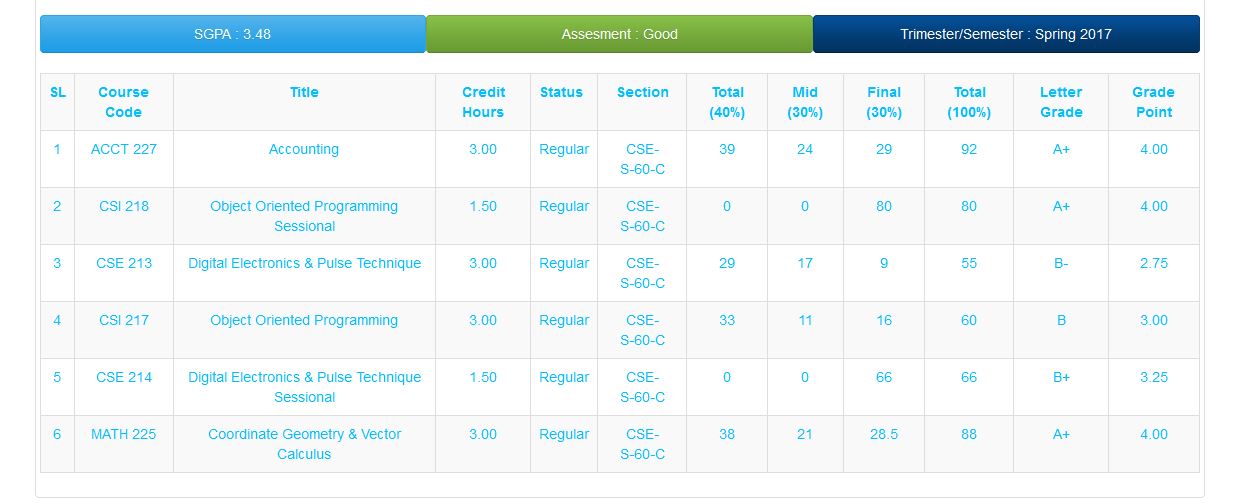 SGPA : 3.48 Assesment : Good Trimester/Semester : Spring 2017
SL Course Code Title Credit Hours Status Section Total (40%) Mid (30%) Final (30%) Total (100%) Letter Grade Grade Point
1 ACCT 227 Accounting 3.00 Regular CSE-S-60-C 39 24 29 92 A+ 4.00
2 CSI 218 Object Oriented Programming Sessional 1.50 Regular CSE-S-60-C 0 0 80 80 A+ 4.00
3 CSE 213 Digital Electronics & Pulse Technique 3.00 Regular CSE-S-60-C 29 17 9 55 B- 2.75
4 CSI 217 Object Oriented Programming 3.00 Regular CSE-S-60-C 33 11 16 60 B 3.00
5 CSE 214 Digital Electronics & Pulse Technique Sessional 1.50 Regular CSE-S-60-C 0 0 66 66 B+ 3.25
6 MATH 225 Coordinate Geometry & Vector Calculus 3.00 Regular CSE-S-60-C 38 21 28.5 88 A+ 4.00